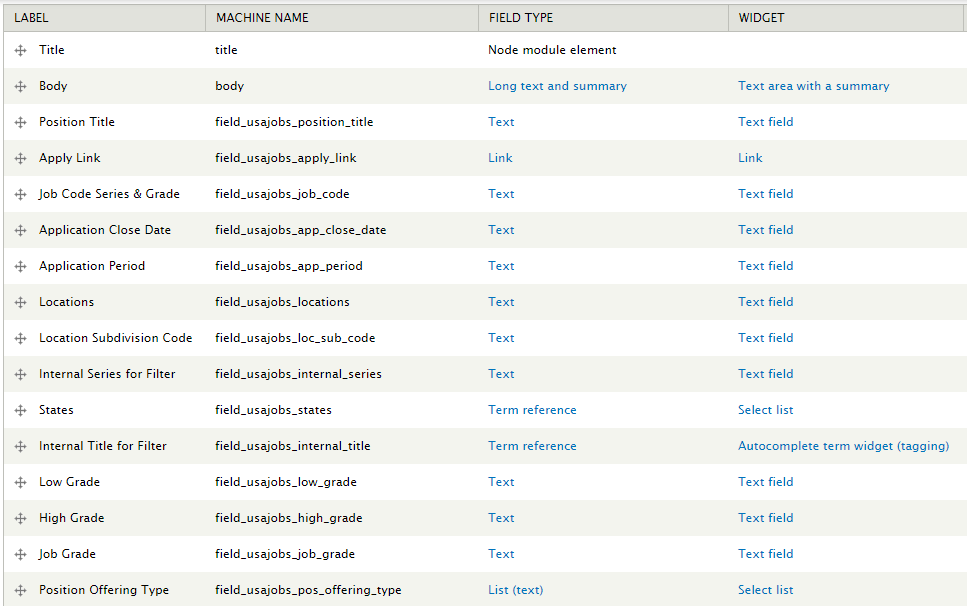 LABEL MACHINE NAME FIELD TYPE WIDGET
Title title Node module element
Body body Long text and summary Text area with a summary
Position Title field_usajobs_position_title Text Text field
Apply Link field_usajobs_apply_link Link Link
Job Code Series & Grade field_usajobs_job_code Text Text field
Application Close Date field_usajobs_app_close_date Text Text field
Application Period field_usajobs_app_period Text Text field
Locations field_usajobs_locations Text Text field
Location Subdivision Code field_usajobs_loc_sub_code Text Text field
Internal Series for Filter field_usajobs_internal_series Text Text field
States field_usajobs_states Term reference Select list
Internal Title for Filter field_usajobs_internal_title Term reference Autocomplete term widget (tagging)
Low Grade field_usajobs_low_grade Text Text field
High Grade field_usajobs_high_grade Text Text field
Job Grade field_usajobs_job_grade Text Text field
Position Offering Type field_usajobs_pos_offering_type List (text) Select list